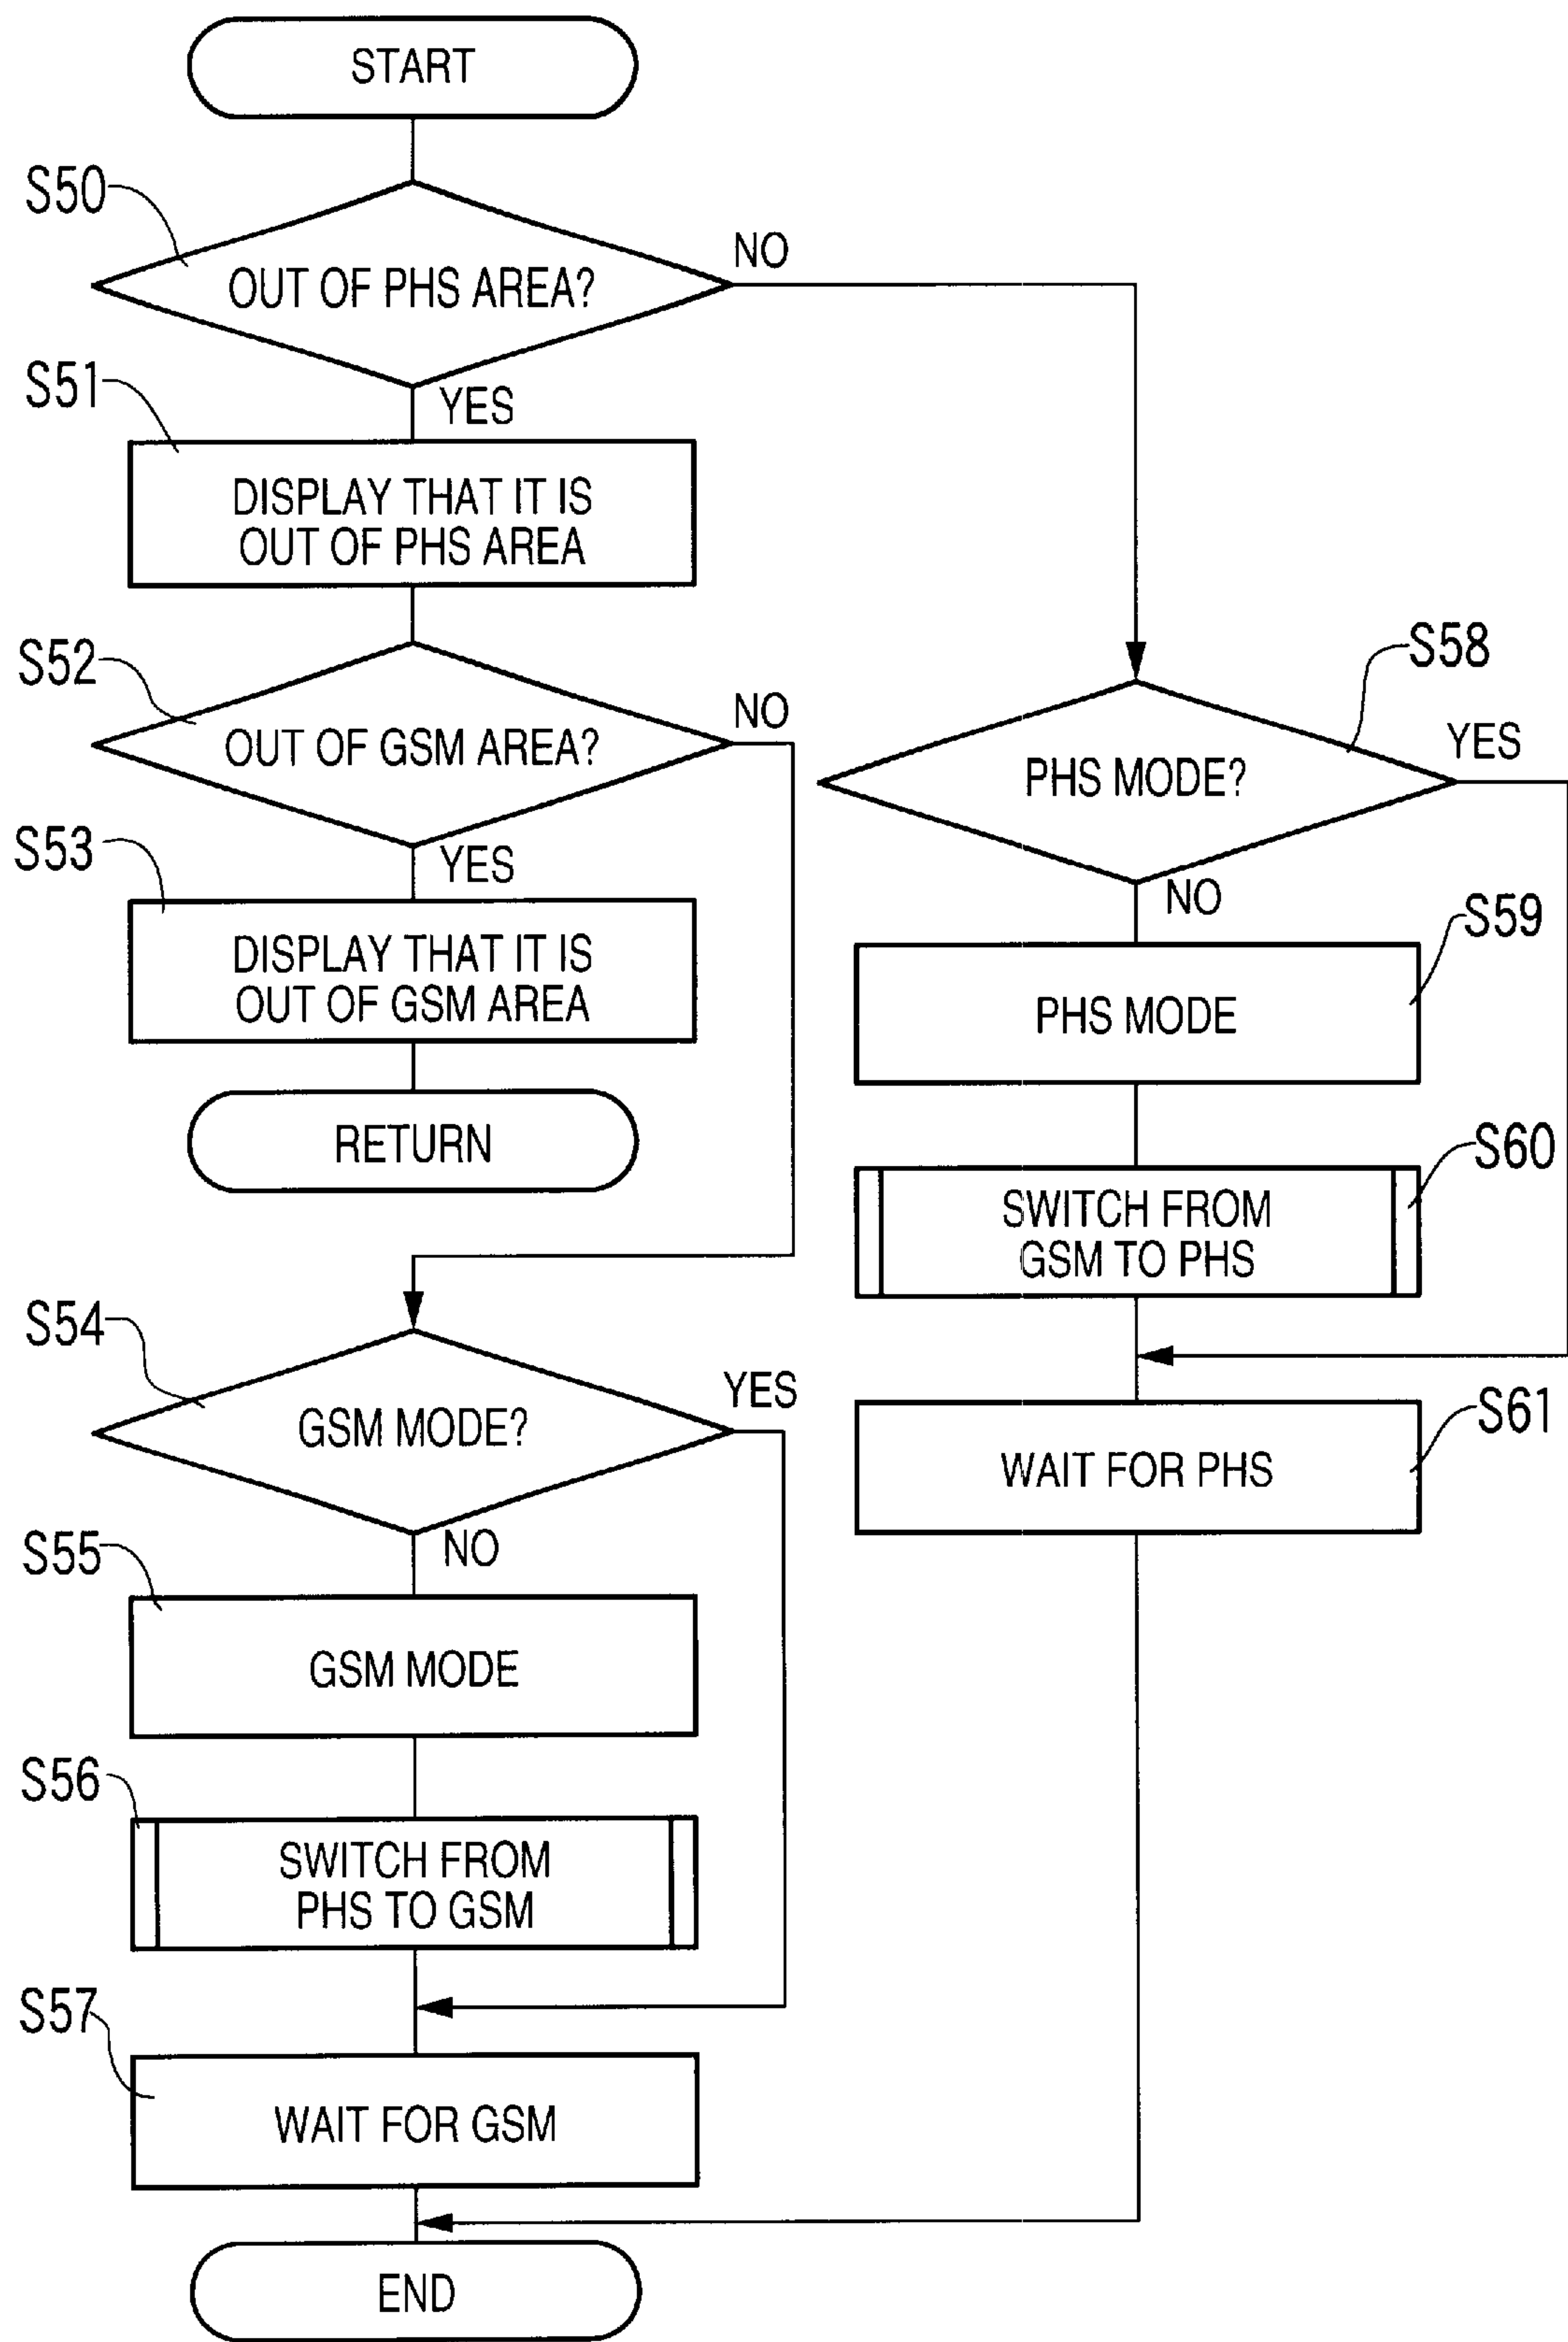 START
S50
OUT OF PHS AREA?
NO
YES
S51
DISPLAY THAT IT IS
OUT OF PHS AREA
S52
OUT OF GSM AREA?
NO
YES
S53
DISPLAY THAT IT IS
OUT OF GSM AREA
RETURN
S54
GSM MODE?
YES
NO
S55
GSM MODE
S56
SWITCH FROM
PHS TO GSM
S57
WAIT FOR GSM
END
S58
PHS MODE?
YES
NO
S59
PHS MODE
S60
SWITCH FROM
GSM TO PHS
S61
WAIT FOR PHS